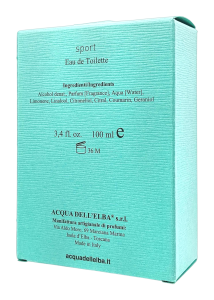 sport
Eau de Toilette
Ingredienti/Ingredients
Alcohol denat., Parfum [Fragrance], Aqua [Water],
Limonene, Linalool, Citronellol, Citral, Coumarin, Geraniol
3,4 fl. oz. 100 ml e
36 M
ACQUA DELL'ELBA® s.r.l.
Manifattura artigianale di profumo
Via Aldo Moro, Marciana Marina
Isola d'Elba - Toscana
Made in Italy
acquadellelba.it